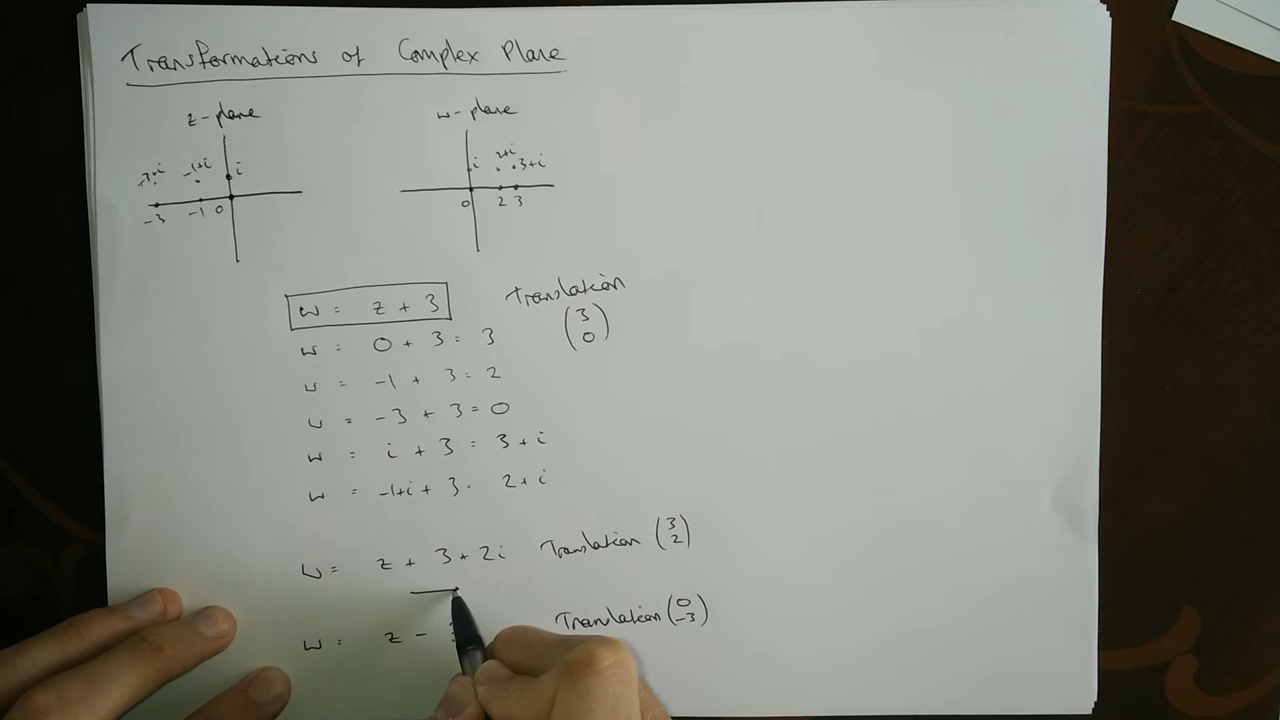 Transformations of Complex Plane
z-plane
w-plane
-3+i -1+i i
-3 -1 0
i 2+i 3+i
0 2 3
w = z + 3 Translation
(3 0)
w = 0 + 3 = 3
w = -1 + 3 = 2
w = -3 + 3 = 0
w = i + 3 = 3+i
w = -1+i + 3 = 2+i
w = z + 3 + 2i Translation (3 2)
w = z - Translation (0 -3)